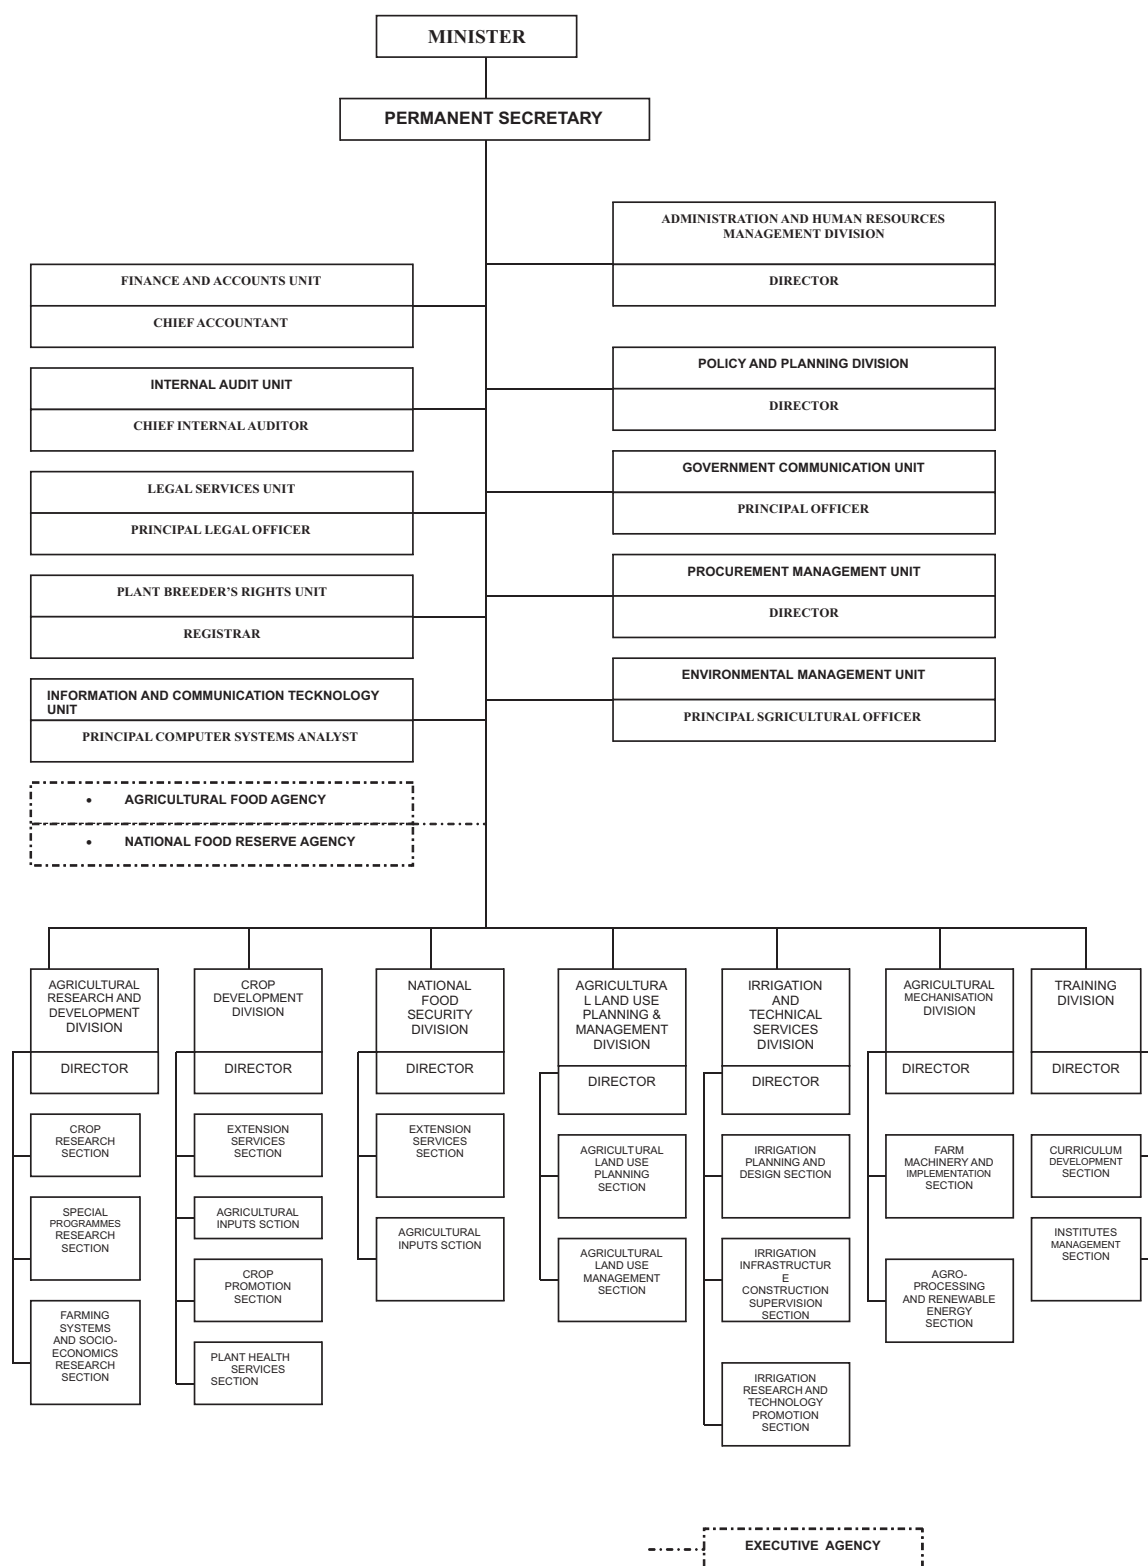 MINISTER
PERMANENT SECRETARY
ADMINISTRATION AND HUMAN RESOURCES
MANAGEMENT DIVISION
DIRECTOR
FINANCE AND ACCOUNTS UNIT
CHIEF ACCOUNTANT
POLICY AND PLANNING DIVISION
DIRECTOR
INTERNAL AUDIT UNIT
CHIEF INTERNAL AUDITOR
GOVERNMENT COMMUNICATION UNIT
PRINCIPAL OFFICER
LEGAL SERVICES UNIT
PRINCIPAL LEGAL OFFICER
PROCUREMENT MANAGEMENT UNIT
DIRECTOR
PLANT BREEDER'S RIGHTS UNIT
REGISTRAR
ENVIRONMENTAL MANAGEMENT UNIT
PRINCIPAL SGRICULTURAL OFFICER
INFORMATION AND COMMUNICATION TECKNOLOGY
UNIT
PRINCIPAL COMPUTER SYSTEMS ANALYST
• AGRICULTURAL FOOD AGENCY
• NATIONAL FOOD RESERVE AGENCY
AGRICULTURAL
RESEARCH AND
DEVELOPMENT
DIVISION
DIRECTOR
CROP
RESEARCH
SECTION
SPECIAL
PROGRAMMES
RESEARCH
SECTION
FARMING
SYSTEMS
AND SOCIO-
ECONOMICS
RESEARCH
SECTION
CROP
DEVELOPMENT
DIVISION
DIRECTOR
EXTENSION
SERVICES
SECTION
AGRICULTURAL
INPUTS SCTION
CROP
PROMOTION
SECTION
PLANT HEALTH
SERVICES
SECTION
NATIONAL
FOOD
SECURITY
DIVISION
DIRECTOR
EXTENSION
SERVICES
SECTION
AGRICULTURAL
INPUTS SCTION
AGRICULTURA
L LAND USE
PLANNING &
MANAGEMENT
DIVISION
DIRECTOR
AGRICULTURAL
LAND USE
PLANNING
SECTION
AGRICULTURAL
LAND USE
MANAGEMENT
SECTION
IRRIGATION
AND
TECHNICAL
SERVICES
DIVISION
DIRECTOR
IRRIGATION
PLANNING AND
DESIGN SECTION
IRRIGATION
INFRASTRUCTUR
E
CONSTRUCTION
SUPERVISION
SECTION
IRRIGATION
RESEARCH AND
TECHNOLOGY
PROMOTION
SECTION
AGRICULTURAL
MECHANISATION
DIVISION
DIRECTOR
FARM
MACHINERY AND
IMPLEMENTATION
SECTION
AGRO-
PROCESSING
AND RENEWABLE
ENERGY
SECTION
TRAINING
DIVISION
DIRECTOR
CURRICULUM
DEVELOPMENT
SECTION
INSTITUTES
MANAGEMENT
SECTION
EXECUTIVE AGENCY